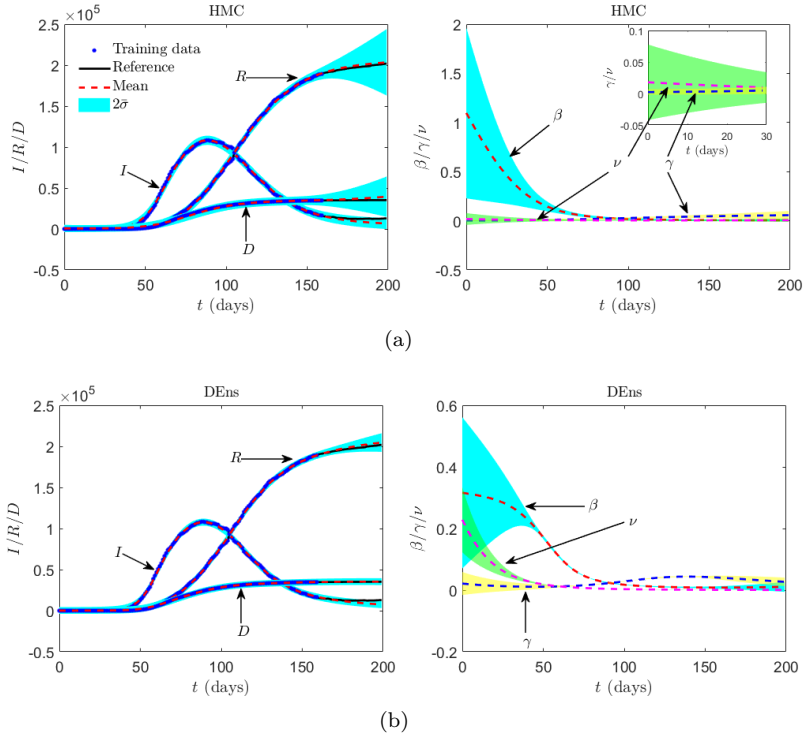 HMC
×10⁵
2.5
2
1.5
1
0.5
0
-0.5
0 50 100 150 200
I/R/D
t (days)
Training data
Reference
Mean
2σ̄
R
I
D
HMC
2
1.5
1
0.5
0
-0.5
0 50 100 150 200
β/γ/ν
t (days)
β
ν
γ
0.1
0.05
0
-0.05
0 10 20 30
γ/ν
t (days)
(a)
DEns
×10⁵
2.5
2
1.5
1
0.5
0
-0.5
0 50 100 150 200
I/R/D
t (days)
R
I
D
DEns
0.6
0.4
0.2
0
-0.2
0 50 100 150 200
β/γ/ν
t (days)
β
ν
γ
(b)